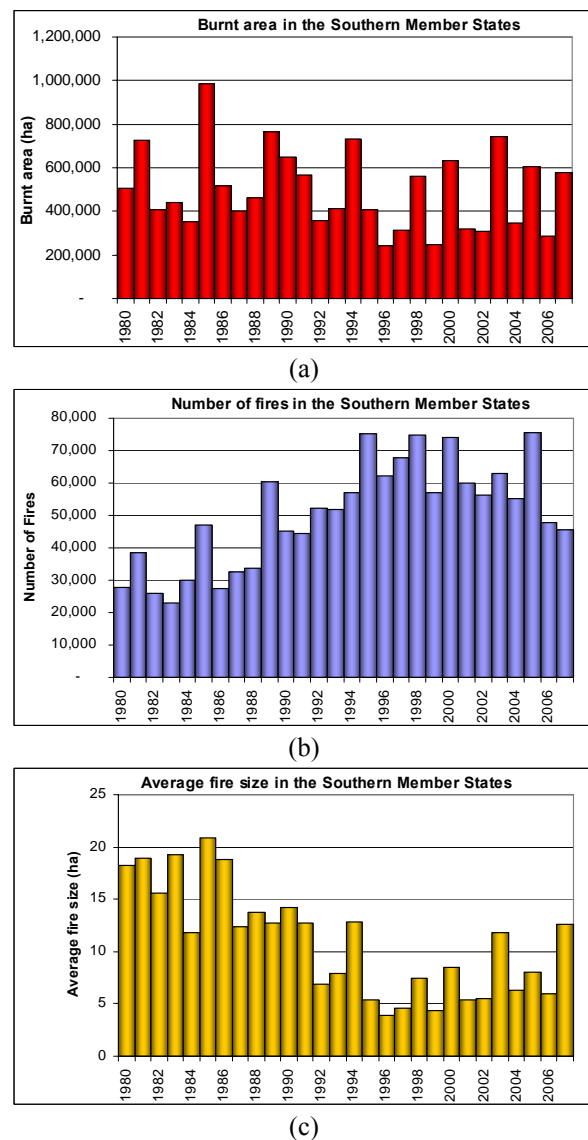 Burnt area in the Southern Member States
1,200,000
1,000,000
800,000
600,000
400,000
200,000
-
Burnt area (ha)
1980 1982 1984 1986 1988 1990 1992 1994 1996 1998 2000 2002 2004 2006
(a)
Number of fires in the Southern Member States
80,000
70,000
60,000
50,000
40,000
30,000
20,000
10,000
-
Number of Fires
1980 1982 1984 1986 1988 1990 1992 1994 1996 1998 2000 2002 2004 2006
(b)
Average fire size in the Southern Member States
25
20
15
10
5
0
Average fire size (ha)
1980 1982 1984 1986 1988 1990 1992 1994 1996 1998 2000 2002 2004 2006
(c)